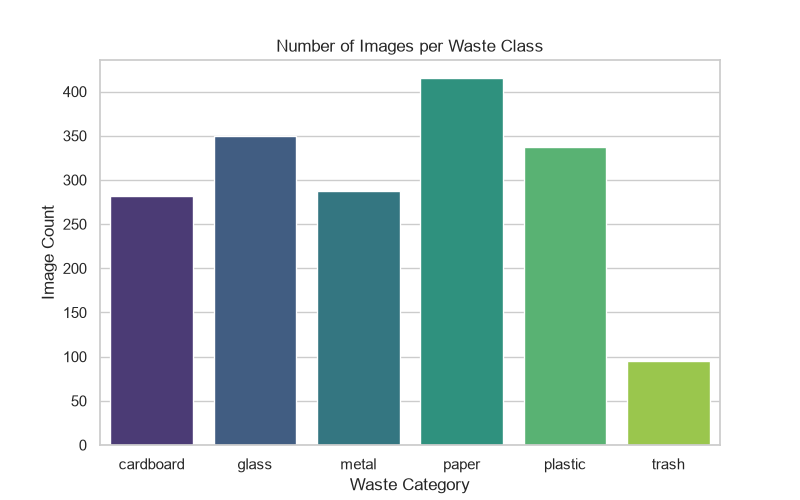 Number of Images per Waste Class
Image Count
400
350
300
250
200
150
100
50
0
cardboard glass metal paper plastic trash
Waste Category